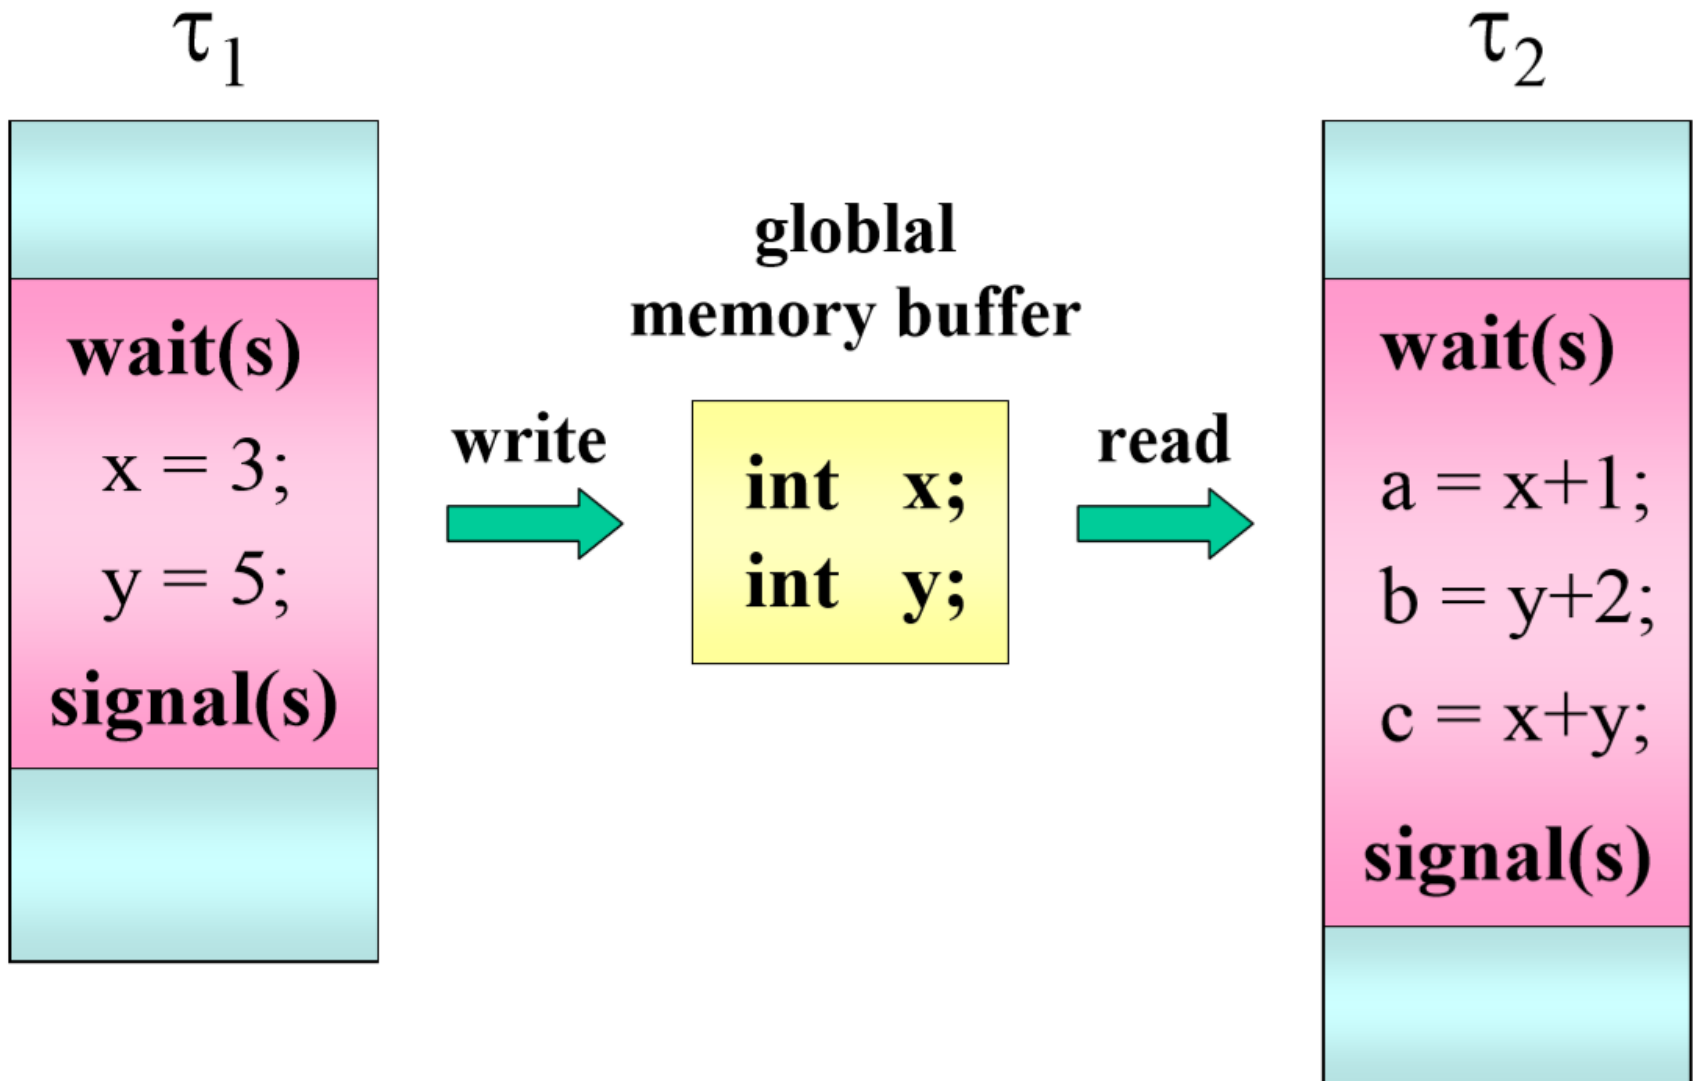 τ1
wait(s)
x = 3;
y = 5;
signal(s)
write
globlal
memory buffer
int x;
int y;
read
τ2
wait(s)
a = x+1;
b = y+2;
c = x+y;
signal(s)